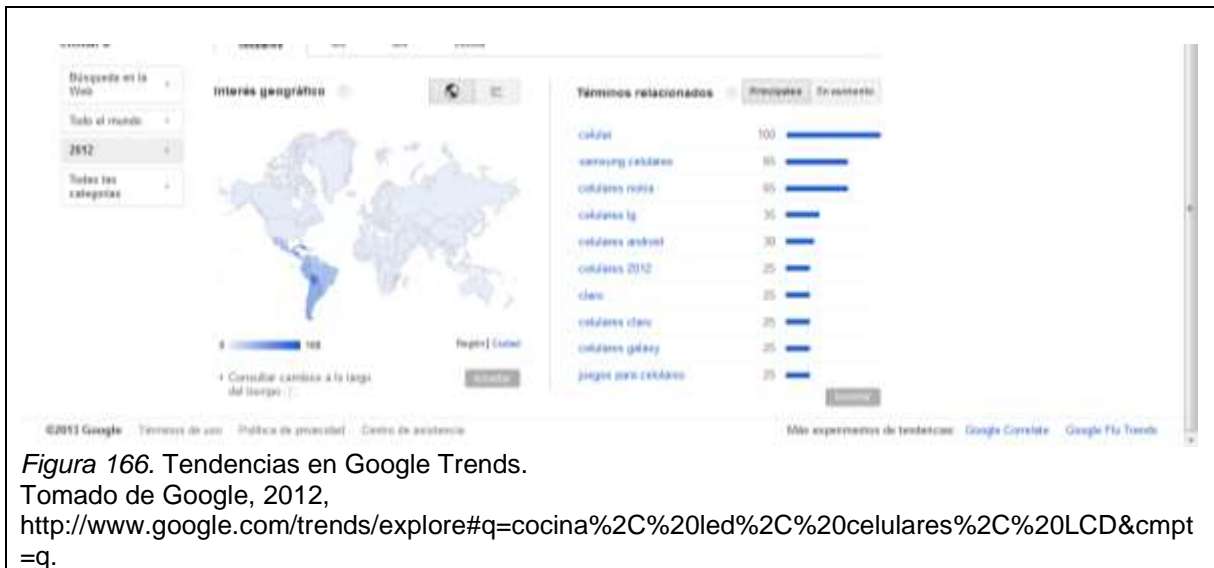 Búsqueda en la
Web
Todo el mundo
2012
Todas las
categorías
Interés geográfico
0 100
Región | Ciudad
Consultar cambios a lo largo
del tiempo
Términos relacionados Principales En aumento
celular 100
samsung celulares 65
celulares nokia 65
celulares lg 35
celulares android 30
celulares 2012 25
claro 25
celulares claro 25
celulares galaxy 25
juegos para celulares 25
©2013 Google Términos de uso Política de privacidad Centro de asistencia Más experimentos de tendencias: Google Correlate Google Flu Trends
Figura 166. Tendencias en Google Trends.
Tomado de Google, 2012,
http://www.google.com/trends/explore#q=cocina%2C%20led%2C%20celulares%2C%20LCD&cmpt
=q.